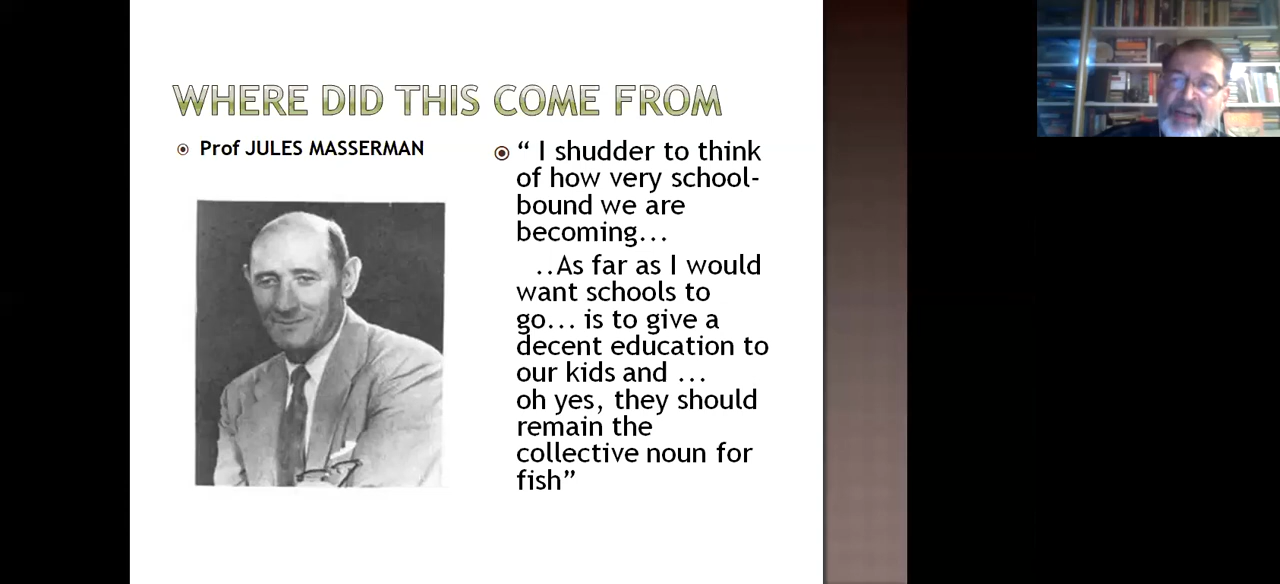 WHERE DID THIS COME FROM
Prof JULES MASSERMAN
“ I shudder to think
of how very school-
bound we are
becoming...
..As far as I would
want schools to
go... is to give a
decent education to
our kids and ...
oh yes, they should
remain the
collective noun for
fish”